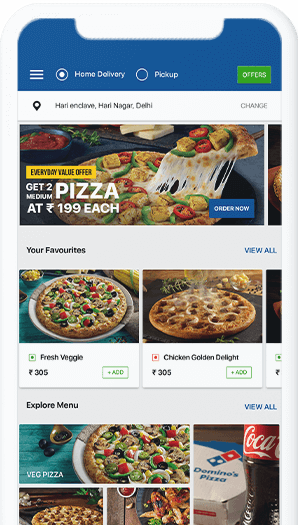 Home Delivery Pickup OFFERS
Hari enclave, Hari Nagar, Delhi CHANGE
EVERYDAY VALUE OFFER
GET 2
MEDIUM PIZZA
AT ₹ 199 EACH
ORDER NOW
Your Favourites VIEW ALL
Fresh Veggie
₹ 305 + ADD
Chicken Golden Delight
₹ 305 + ADD
₹
Explore Menu VIEW ALL
VEG PIZZA
Domino's
Pizza
Coca